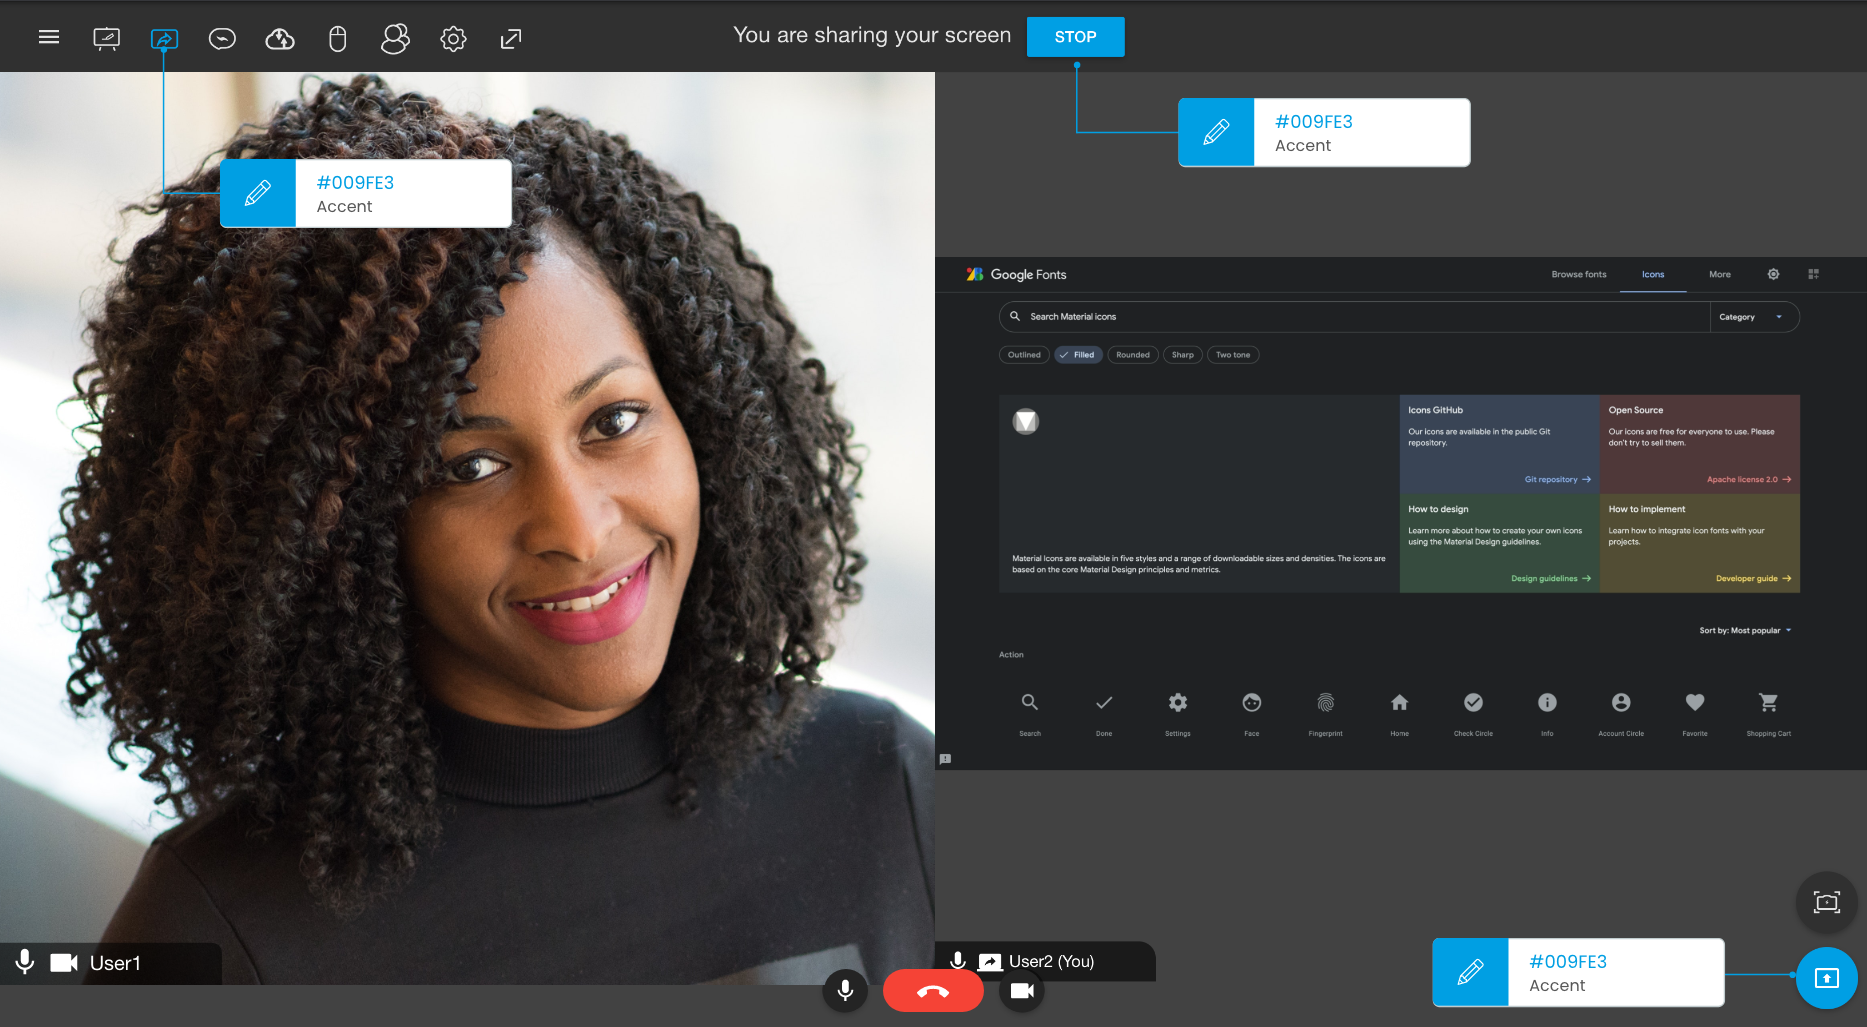 You are sharing your screen
STOP
#009FE3
Accent
#009FE3
Accent
Google Fonts
Browse fonts
Icons
More
Search Material icons
Category
Outlined
Filled
Rounded
Sharp
Two tone
Icons GitHub
Our icons are available in the public Git
repository.
Git repository
Open Source
Our icons are free for everyone to use. Please
don't try to sell them.
Apache license 2.0
Material Icons are available in five styles and a range of downloadable sizes and densities. The icons are
based on the core Material Design principles and metrics.
How to design
Learn more about how to create your own icons
using the Material Design guidelines.
Design guidelines
How to implement
Learn how to integrate icon fonts with your
projects.
Developer guide
Sort by: Most popular
Action
Search
Done
Settings
Face
Fingerprint
Home
Check Circle
Info
Account Circle
Favorite
Shopping Cart
User1
User2 (You)
#009FE3
Accent